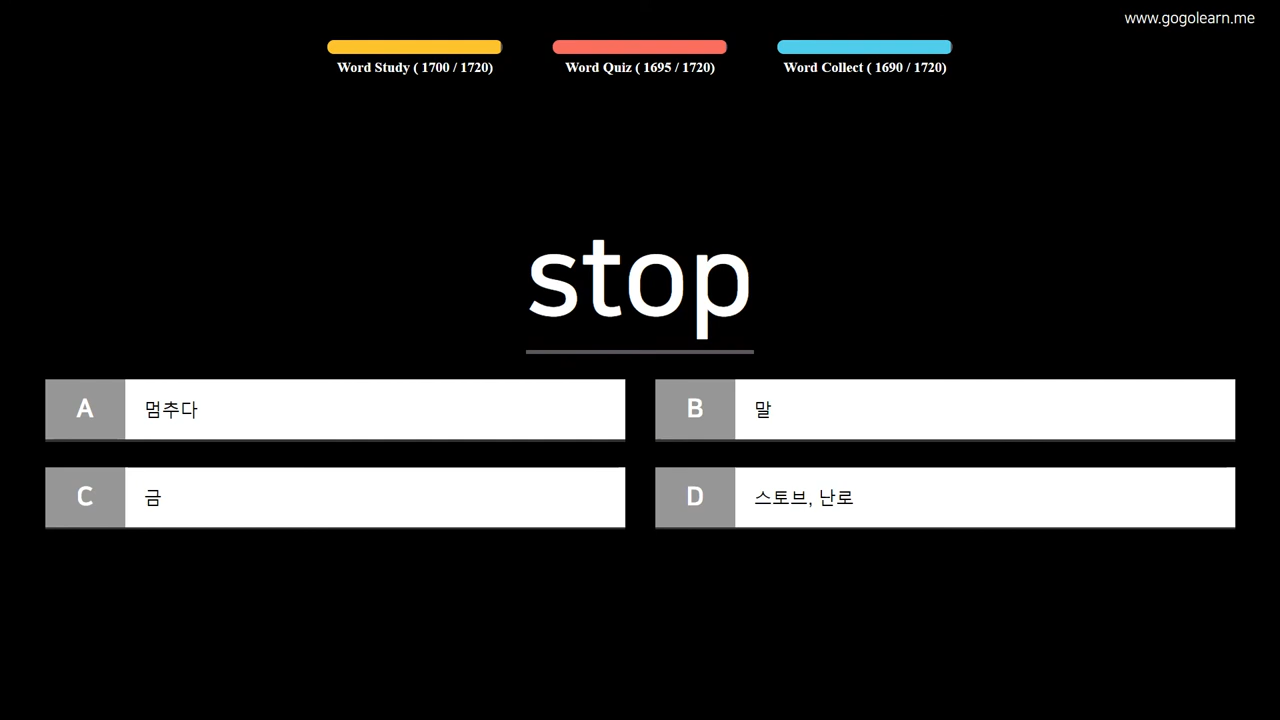 www.gogolearn.me
Word Study ( 1700 / 1720)
Word Quiz ( 1695 / 1720)
Word Collect ( 1690 / 1720)
stop
A 멈추다
B 말
C 금
D 스토브, 난로